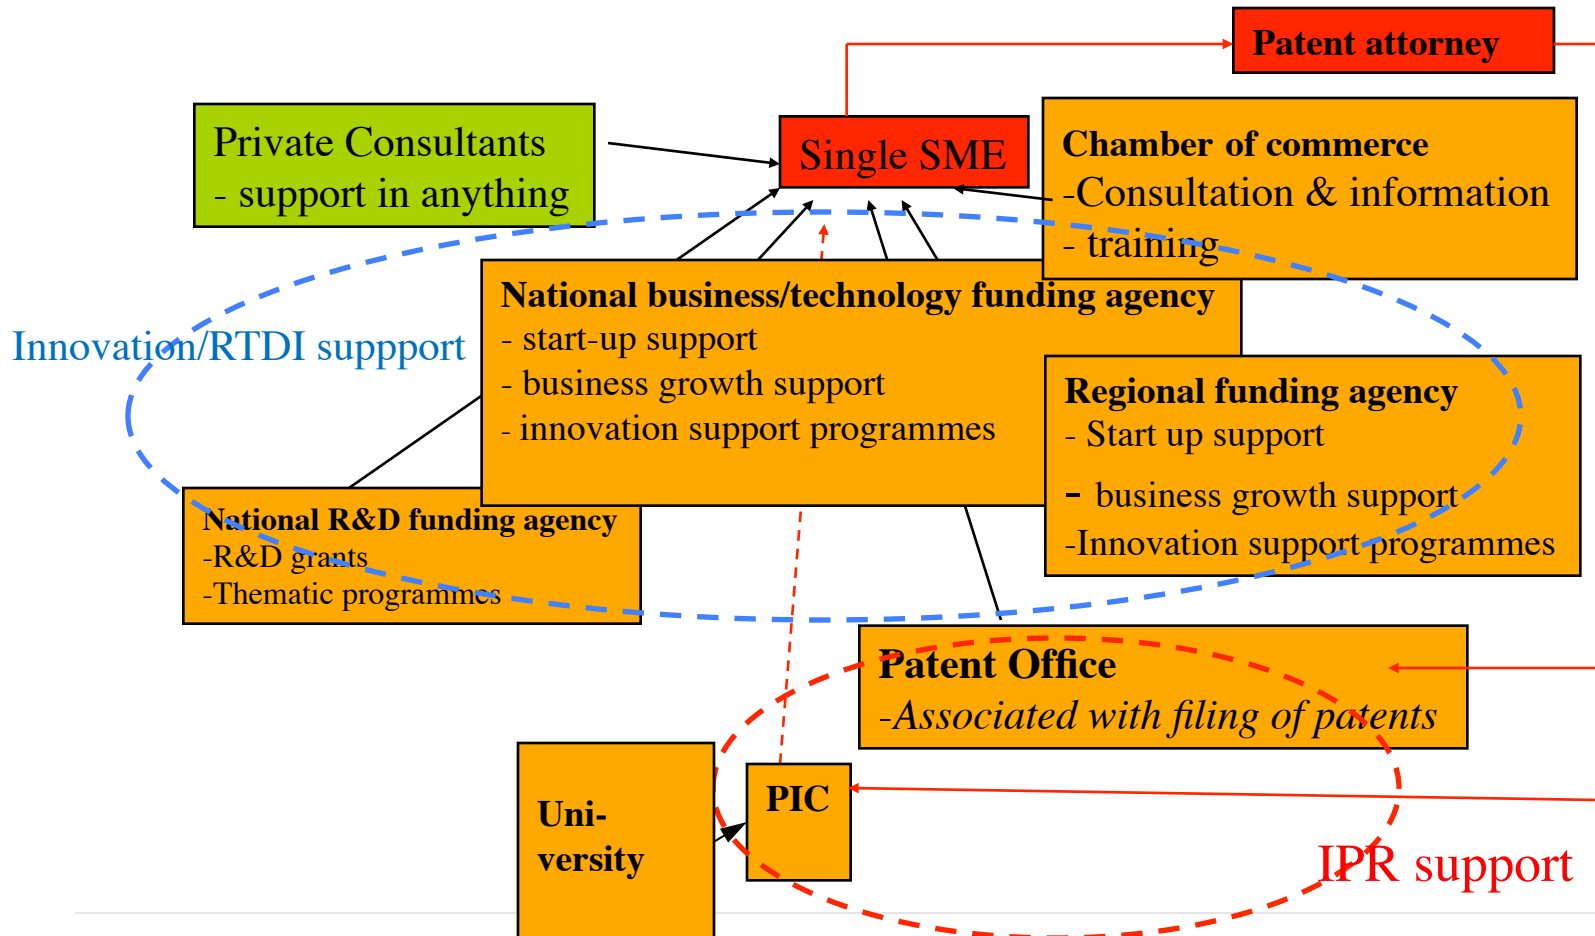 Patent attorney
Private Consultants
- support in anything
Single SME
Chamber of commerce
-Consultation & information
- training
Innovation/RTDI suppport
National business/technology funding agency
- start-up support
- business growth support
- innovation support programmes
Regional funding agency
- Start up support
- business growth support
-Innovation support programmes
National R&D funding agency
-R&D grants
-Thematic programmes
Patent Office
-Associated with filing of patents
Uni-
versity
PIC
IPR support